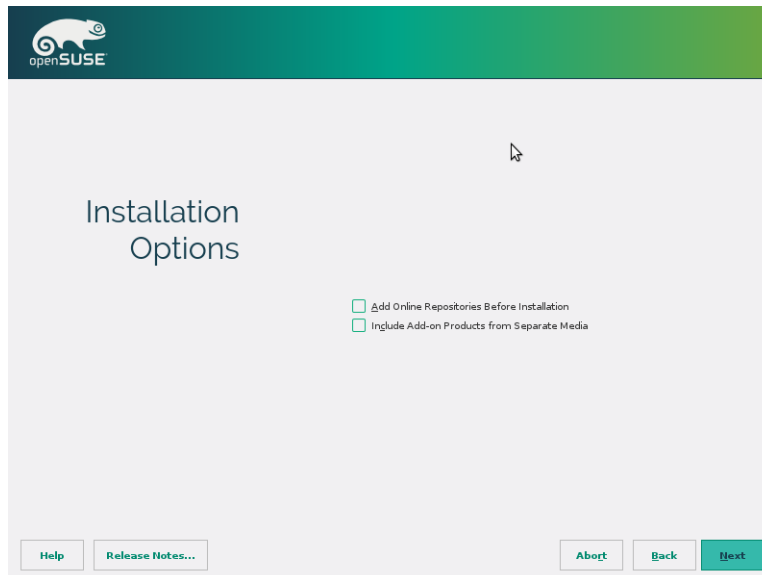 openSUSE
Installation
Options
Add Online Repositories Before Installation
Include Add-on Products from Separate Media
Help
Release Notes...
Abort
Back
Next